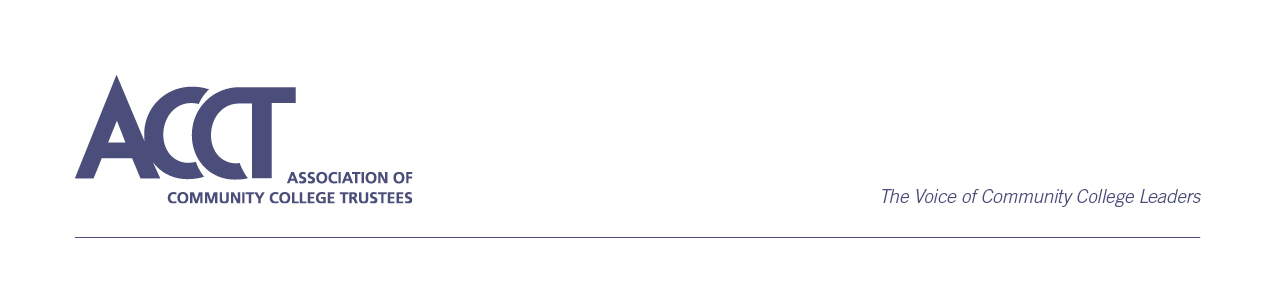 ACCT
ASSOCIATION OF
COMMUNITY COLLEGE TRUSTEES
The Voice of Community College Leaders